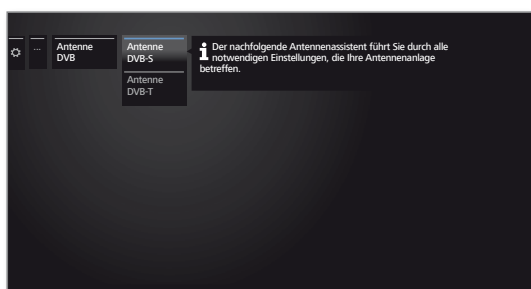 ...
Antenne
DVB
Antenne
DVB-S
Antenne
DVB-T
Der nachfolgende Antennenassistent führt Sie durch alle
notwendigen Einstellungen, die Ihre Antennenanlage
betreffen.